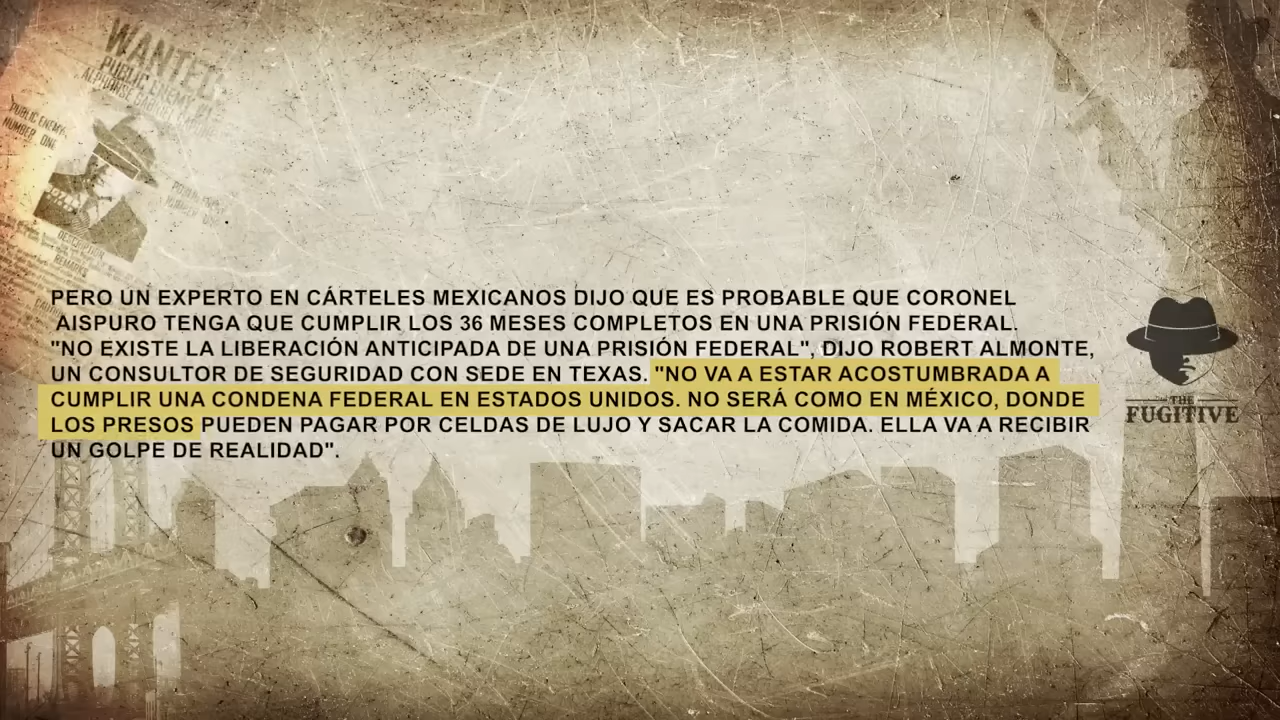 WANTED
PUBLIC ENEMY
PUBLIC ENEMY
NUMBER ONE
PERO UN EXPERTO EN CÁRTELES MEXICANOS DIJO QUE ES PROBABLE QUE CORONEL
AISPURO TENGA QUE CUMPLIR LOS 36 MESES COMPLETOS EN UNA PRISIÓN FEDERAL.
"NO EXISTE LA LIBERACIÓN ANTICIPADA DE UNA PRISIÓN FEDERAL", DIJO ROBERT ALMONTE,
UN CONSULTOR DE SEGURIDAD CON SEDE EN TEXAS. "NO VA A ESTAR ACOSTUMBRADA A
CUMPLIR UNA CONDENA FEDERAL EN ESTADOS UNIDOS. NO SERÁ COMO EN MÉXICO, DONDE
LOS PRESOS PUEDEN PAGAR POR CELDAS DE LUJO Y SACAR LA COMIDA. ELLA VA A RECIBIR
UN GOLPE DE REALIDAD".
THE
FUGITIVE